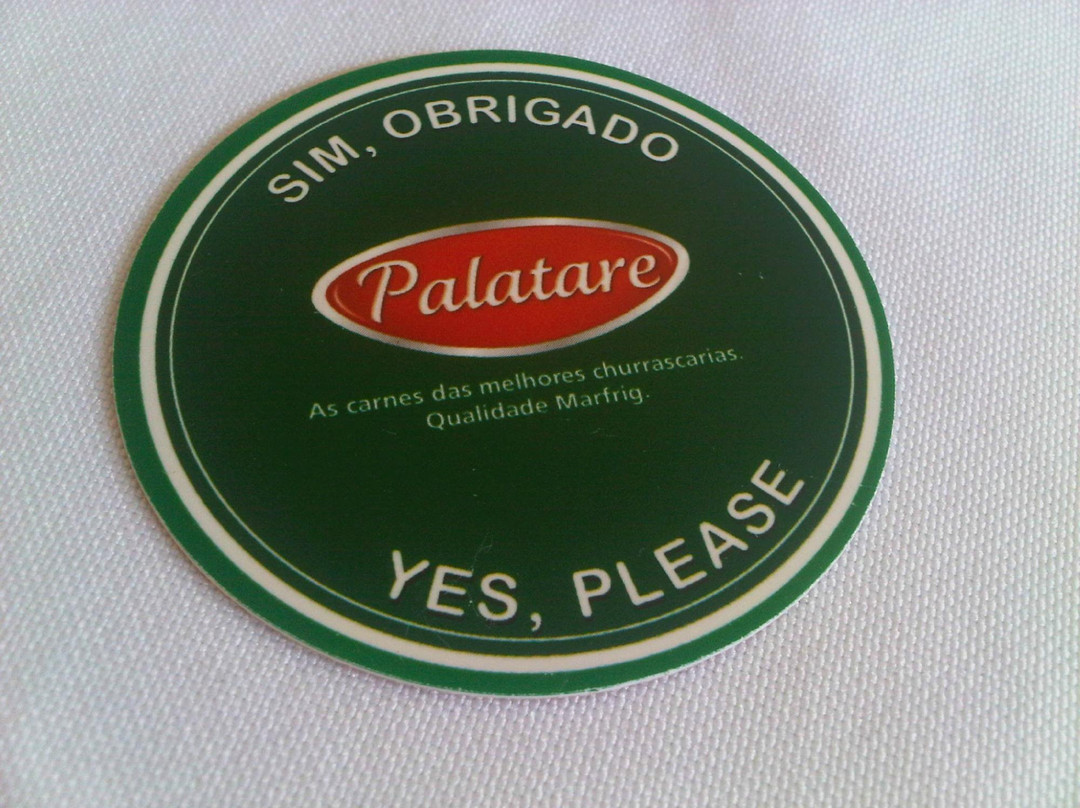 SIM, OBRIGADO
Palatare
As carnes das melhores churrascarias.
Qualidade Marfrig.
YES, PLEASE